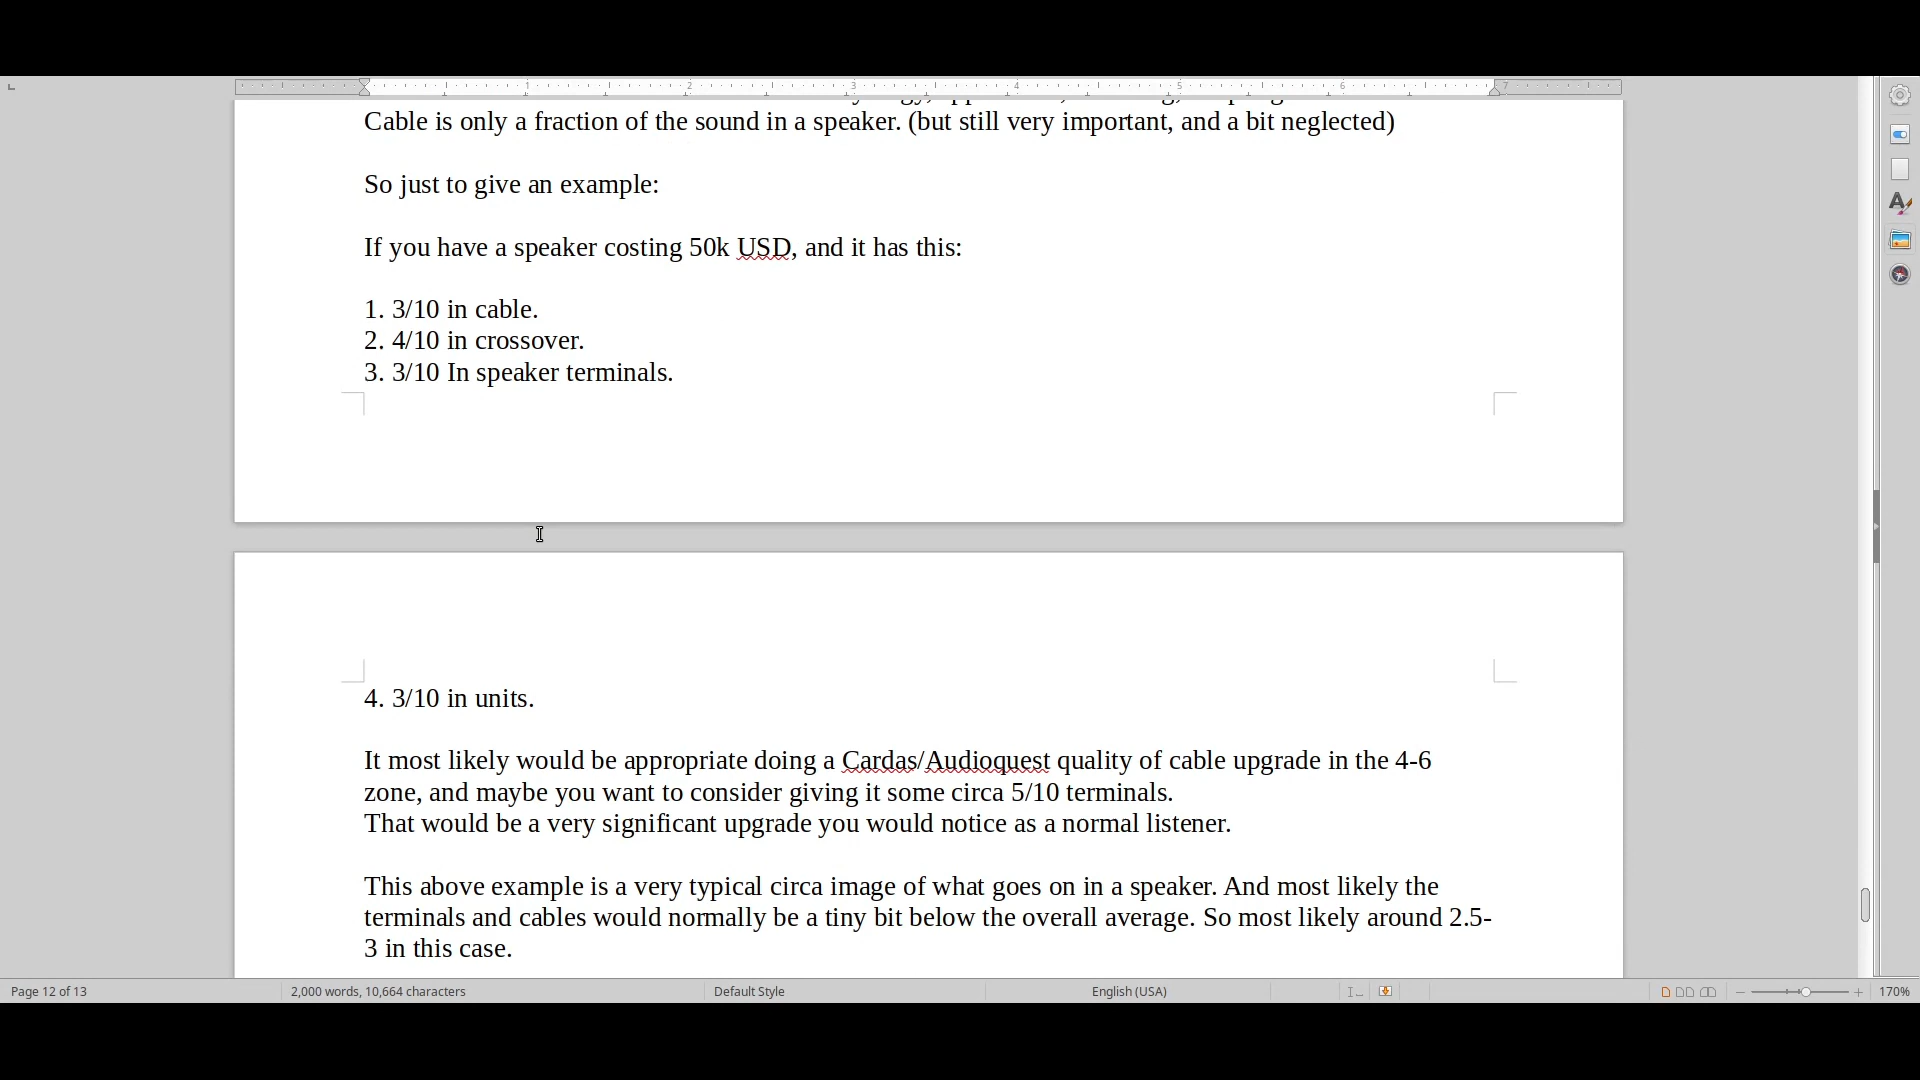 1 2 3 4 5 6 7
Cable is only a fraction of the sound in a speaker. (but still very important, and a bit neglected)
So just to give an example:
If you have a speaker costing 50k USD, and it has this:
1. 3/10 in cable.
2. 4/10 in crossover.
3. 3/10 In speaker terminals.
4. 3/10 in units.
It most likely would be appropriate doing a Cardas/Audioquest quality of cable upgrade in the 4-6
zone, and maybe you want to consider giving it some circa 5/10 terminals.
That would be a very significant upgrade you would notice as a normal listener.
This above example is a very typical circa image of what goes on in a speaker. And most likely the
terminals and cables would normally be a tiny bit below the overall average. So most likely around 2.5-
3 in this case.
Page 12 of 13 2,000 words, 10,664 characters Default Style English (USA) 170%